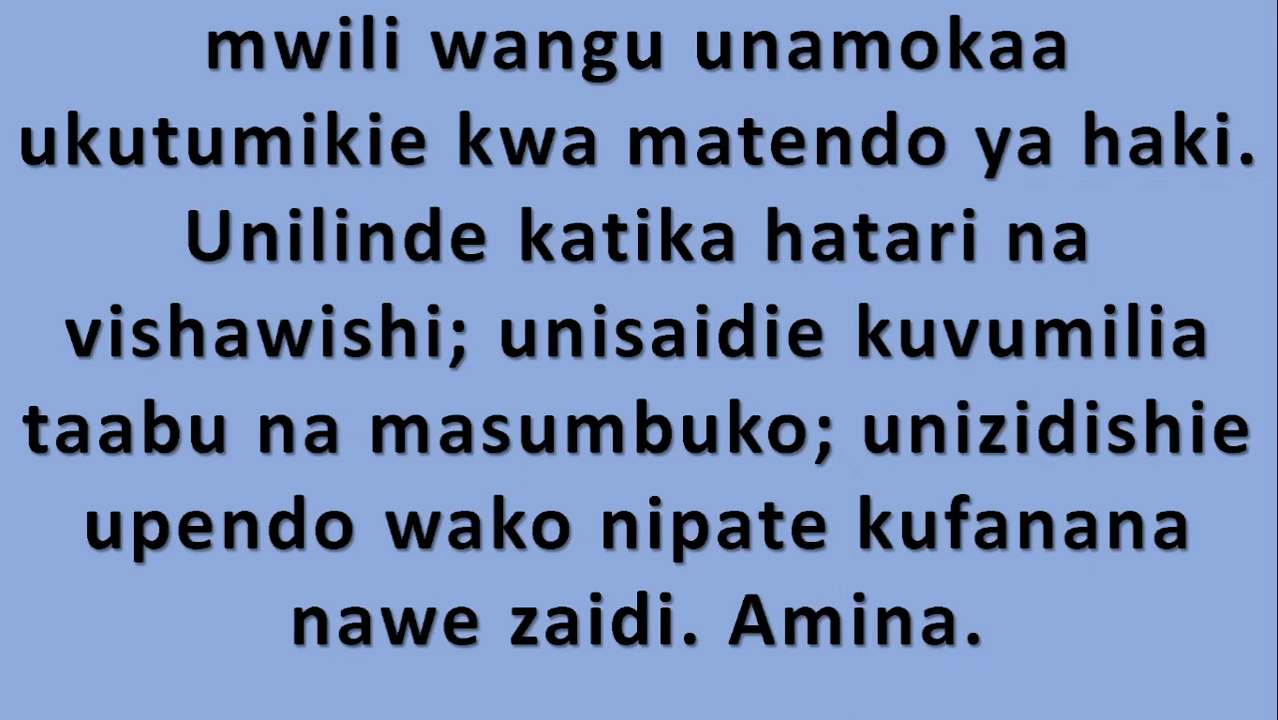 mwili wangu unamokaa
ukutumikie kwa matendo ya haki.
Unilinde katika hatari na
vishawishi; unisaidie kuvumilia
taabu na masumbuko; unizidishie
upendo wako nipate kufanana
nawe zaidi. Amina.